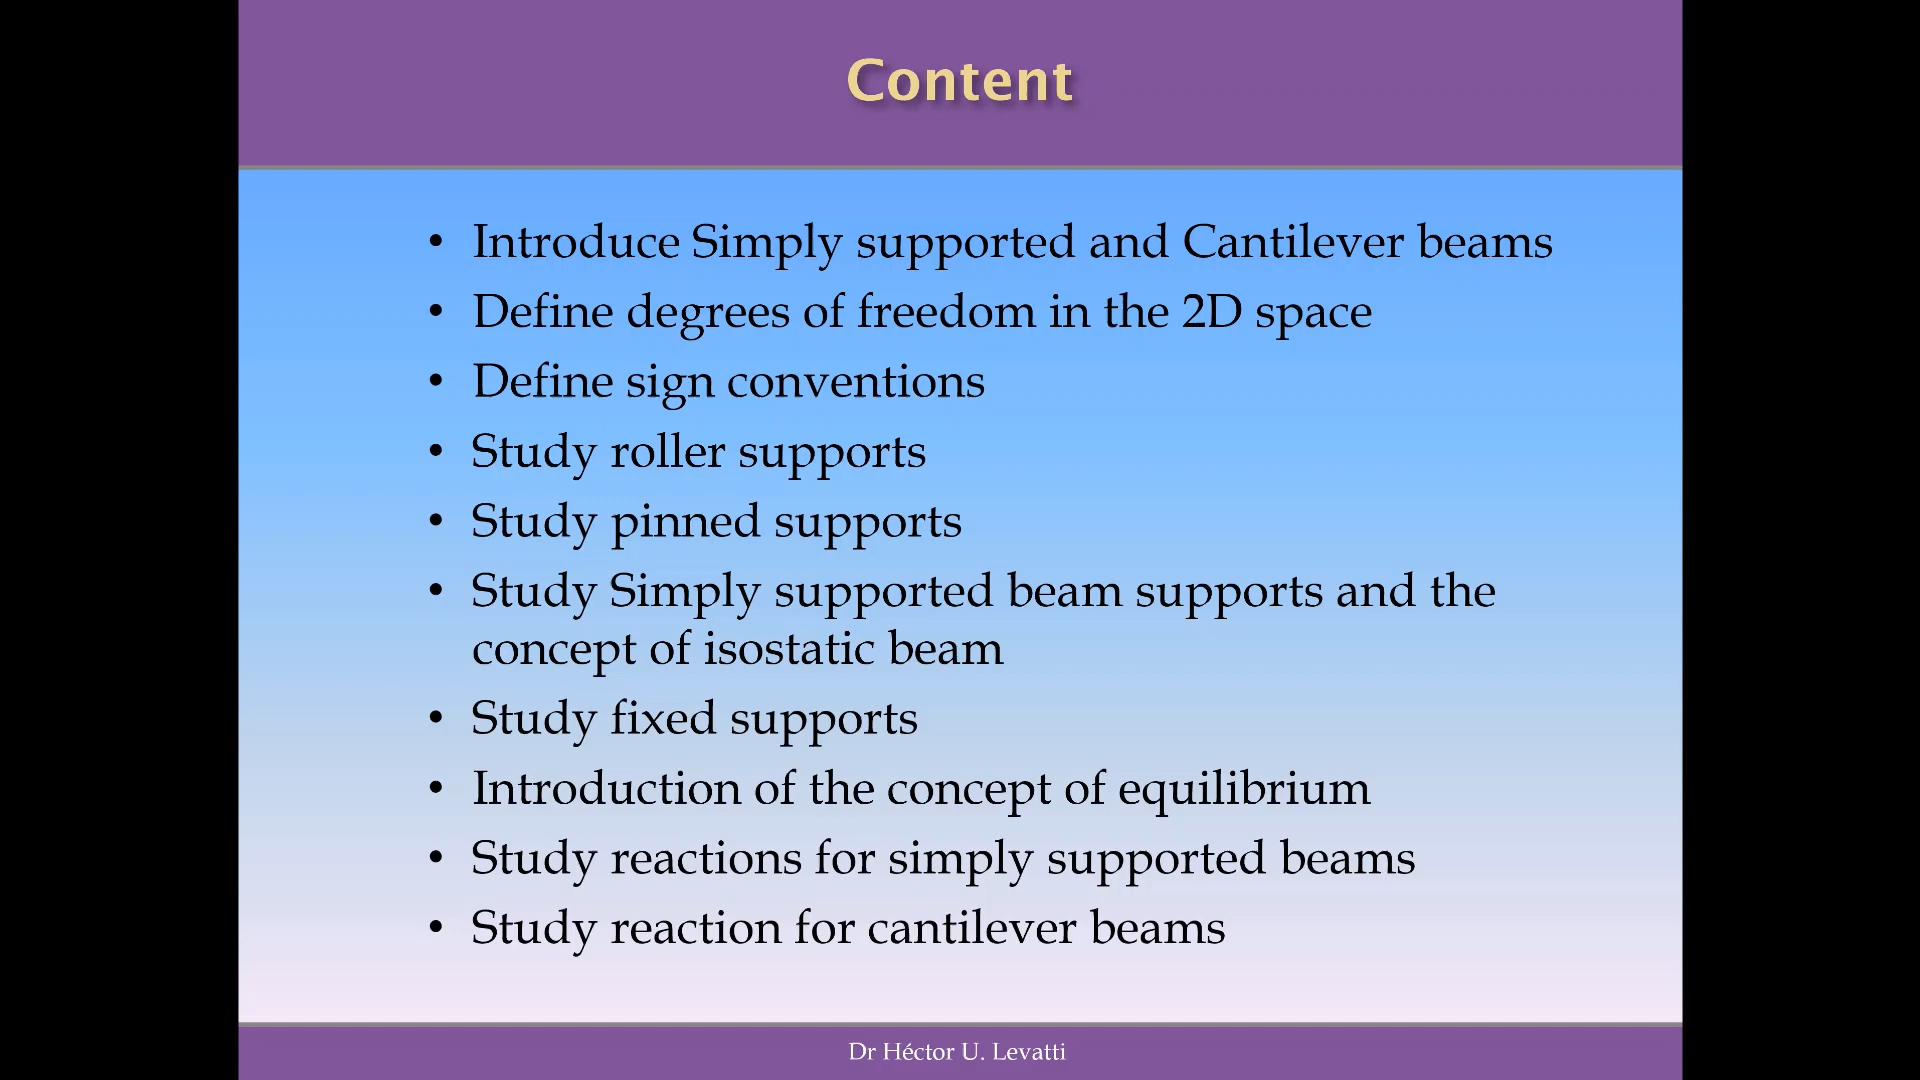 Content
• Introduce Simply supported and Cantilever beams
• Define degrees of freedom in the 2D space
• Define sign conventions
• Study roller supports
• Study pinned supports
• Study Simply supported beam supports and the
concept of isostatic beam
• Study fixed supports
• Introduction of the concept of equilibrium
• Study reactions for simply supported beams
• Study reaction for cantilever beams
Dr Héctor U. Levatti